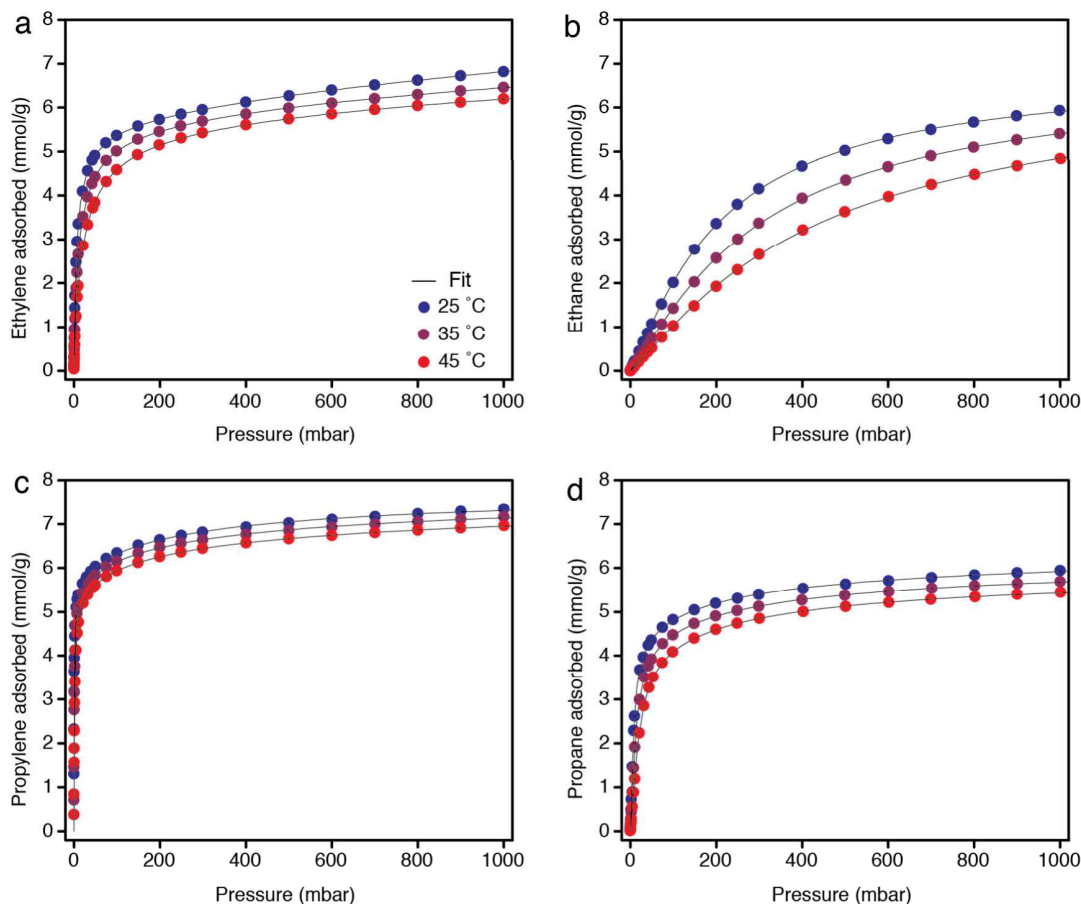 a
8
7
6
5
4
3
2
1
0
Ethylene adsorbed (mmol/g)
Fit
25 ˚C
35 ˚C
45 ˚C
0 200 400 600 800 1000
Pressure (mbar)
b
8
7
6
5
4
3
2
1
0
Ethane adsorbed (mmol/g)
0 200 400 600 800 1000
Pressure (mbar)
c
8
7
6
5
4
3
2
1
0
Propylene adsorbed (mmol/g)
0 200 400 600 800 1000
Pressure (mbar)
d
8
7
6
5
4
3
2
1
0
Propane adsorbed (mmol/g)
0 200 400 600 800 1000
Pressure (mbar)